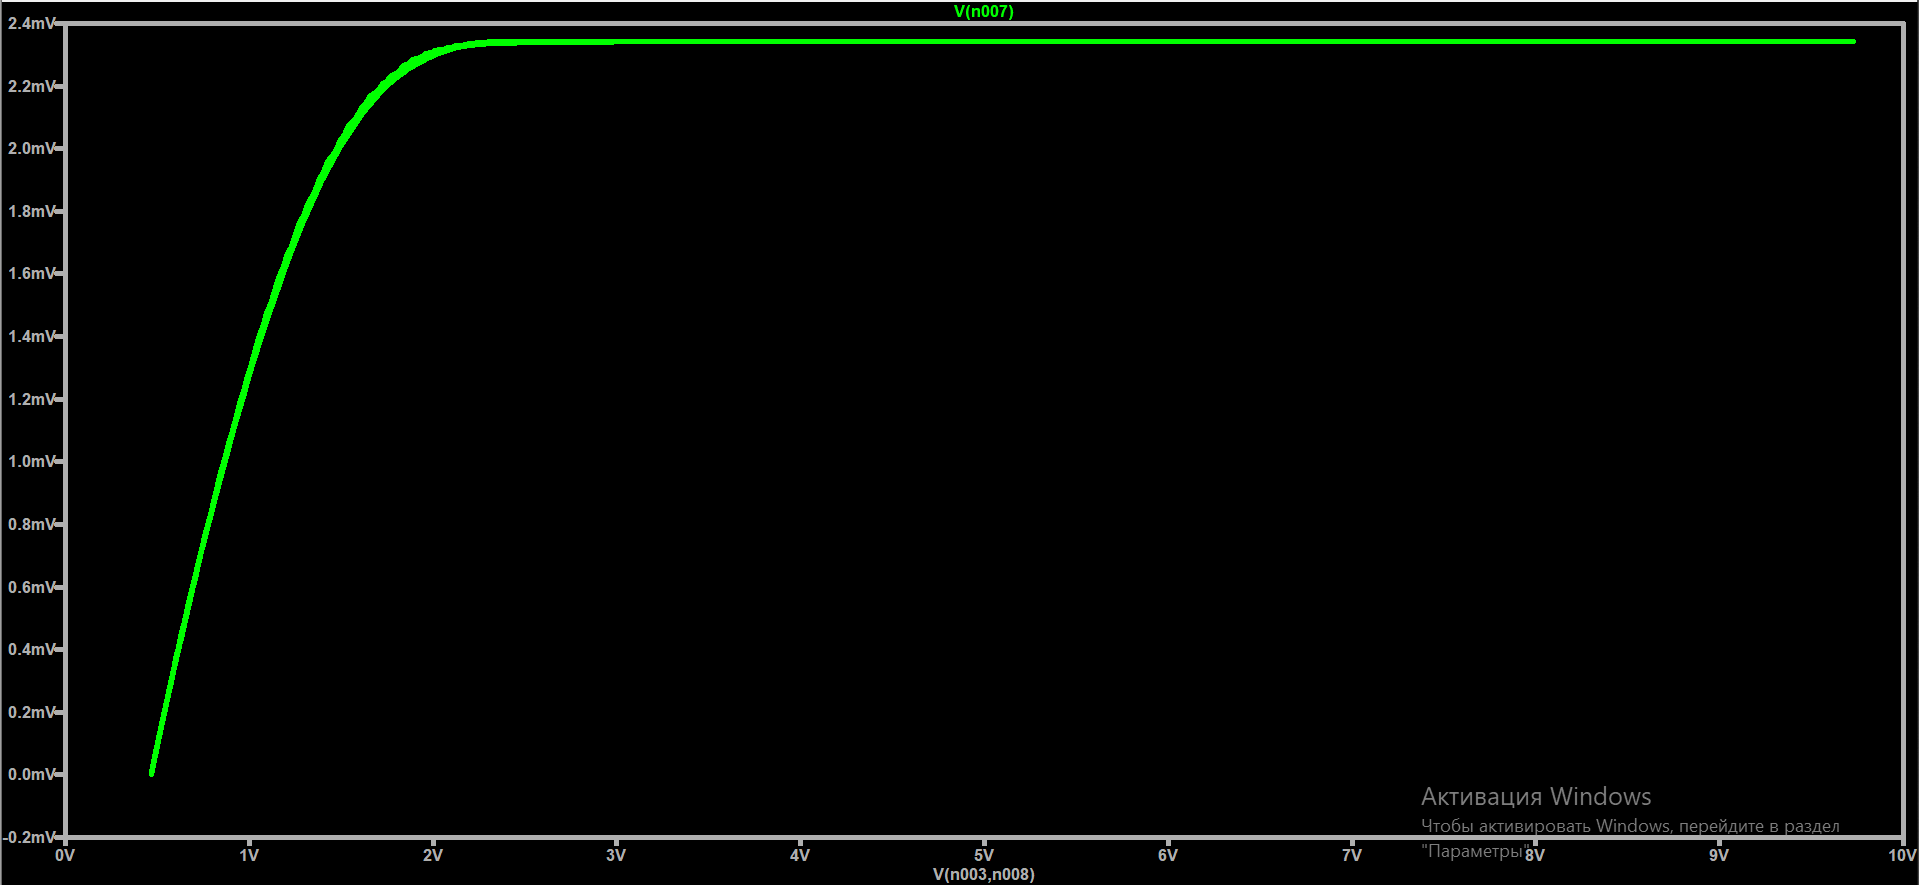 V(n007)
2.4mV
2.2mV
2.0mV
1.8mV
1.6mV
1.4mV
1.2mV
1.0mV
0.8mV
0.6mV
0.4mV
0.2mV
0.0mV
-0.2mV
0V 1V 2V 3V 4V 5V 6V 7V 8V 9V 10V
V(n003,n008)
Активация Windows
Чтобы активировать Windows, перейдите в раздел
"Параметры"